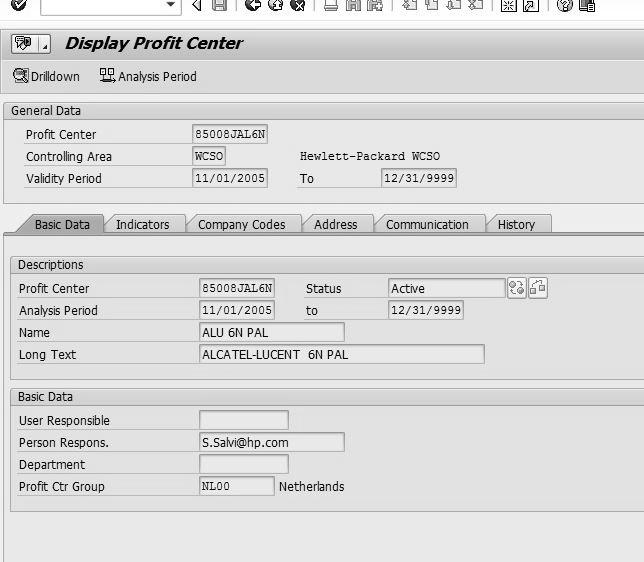 Display Profit Center
Drilldown Analysis Period
General Data
Profit Center 85008JAL6N
Controlling Area WCSO Hewlett-Packard WCSO
Validity Period 11/01/2005 To 12/31/9999
Basic Data Indicators Company Codes Address Communication History
Descriptions
Profit Center 85008JAL6N Status Active
Analysis Period 11/01/2005 to 12/31/9999
Name ALU 6N PAL
Long Text ALCATEL-LUCENT 6N PAL
Basic Data
User Responsible
Person Respons. S.Salvi@hp.com
Department
Profit Ctr Group NL00 Netherlands